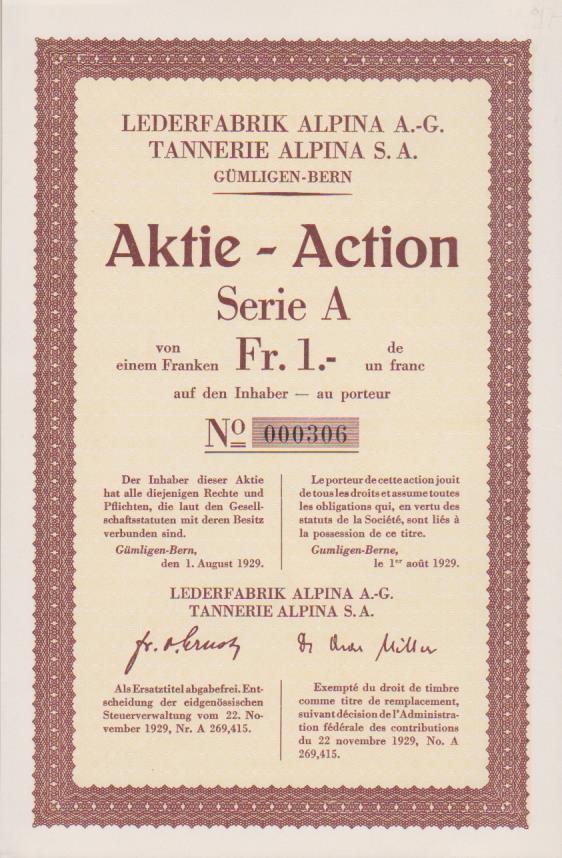 LEDERFABRIK ALPINA A.-G.
TANNERIE ALPINA S. A.
GÜMLIGEN-BERN
Aktie - Action
Serie A
von
einem Franken
Fr. 1.-
de
un franc
auf den Inhaber — au porteur
No 000306
Der Inhaber dieser Aktie
hat alle diejenigen Rechte und
Pflichten, die laut den Gesell-
schaftsstatuten mit deren Besitz
verbunden sind.
Gümligen-Bern,
den 1. August 1929.
Le porteur de cette action jouit
de tous les droits et assume toutes
les obligations qui, en vertu des
statuts de la Société, sont liés à
la possession de ce titre.
Gumligen-Berne,
le 1er août 1929.
LEDERFABRIK ALPINA A.-G.
TANNERIE ALPINA S. A.
Dr Oscar Miller
Als Ersatztitel abgabefrei. Ent-
scheidung der eidgenössischen
Steuerverwaltung vom 22. No-
vember 1929, Nr. A 269,415.
Exempté du droit de timbre
comme titre de remplacement,
suivant décision de l'Administra-
tion fédérale des contributions
du 22 novembre 1929, No. A
269,415.